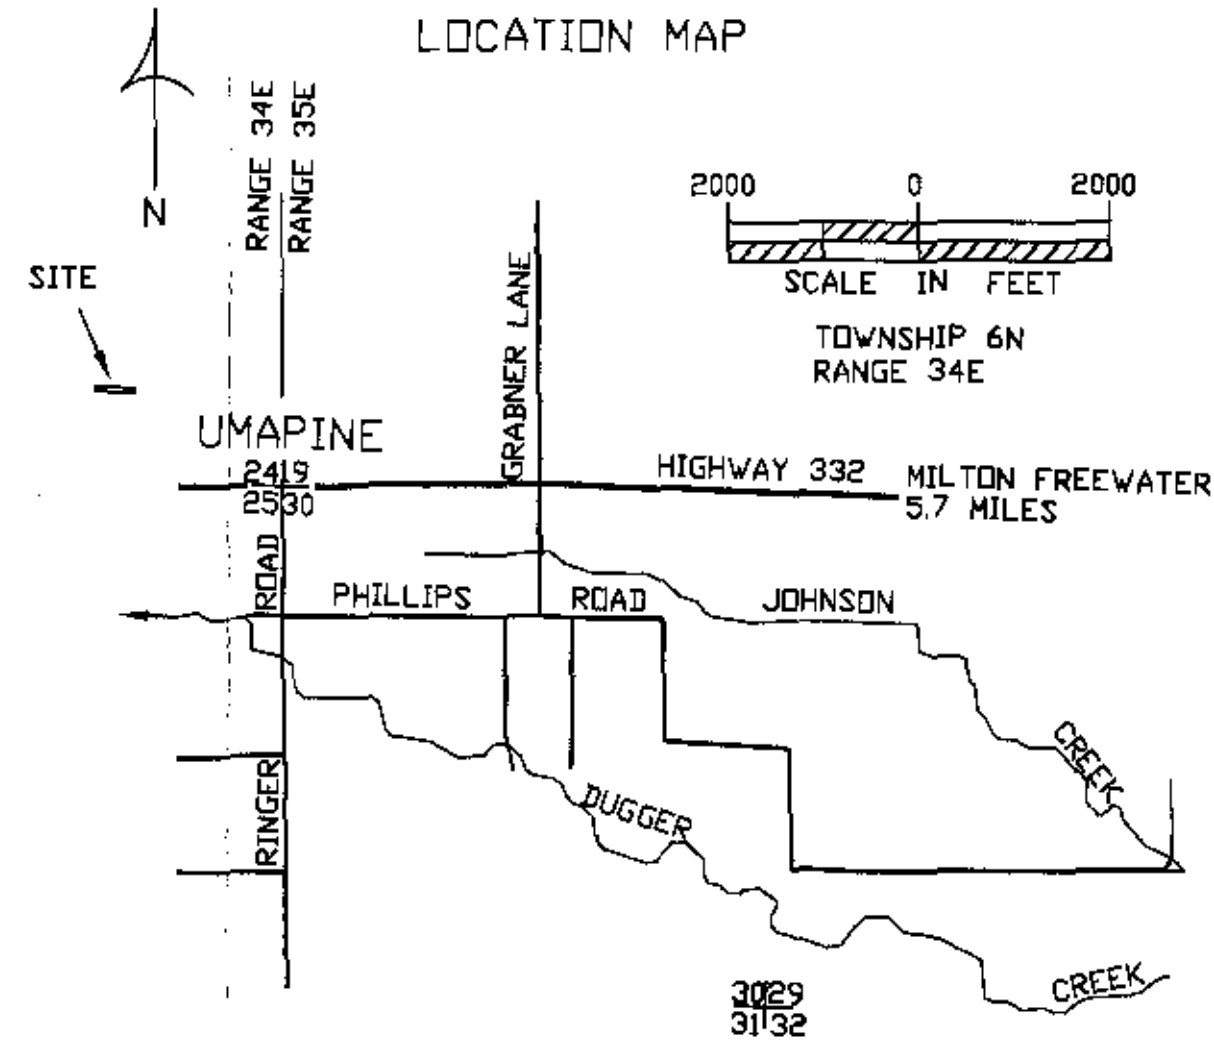 LOCATION MAP
RANGE 34E
RANGE 35E
N
2000 0 2000
SCALE IN FEET
SITE
TOWNSHIP 6N
RANGE 34E
GRABNER LANE
UMAPINE
24 19
25 30
HIGHWAY 332
MILTON FREEWATER
5.7 MILES
RINGER ROAD
PHILLIPS ROAD
JOHNSON CREEK
DUGGER CREEK
30 29
31 32